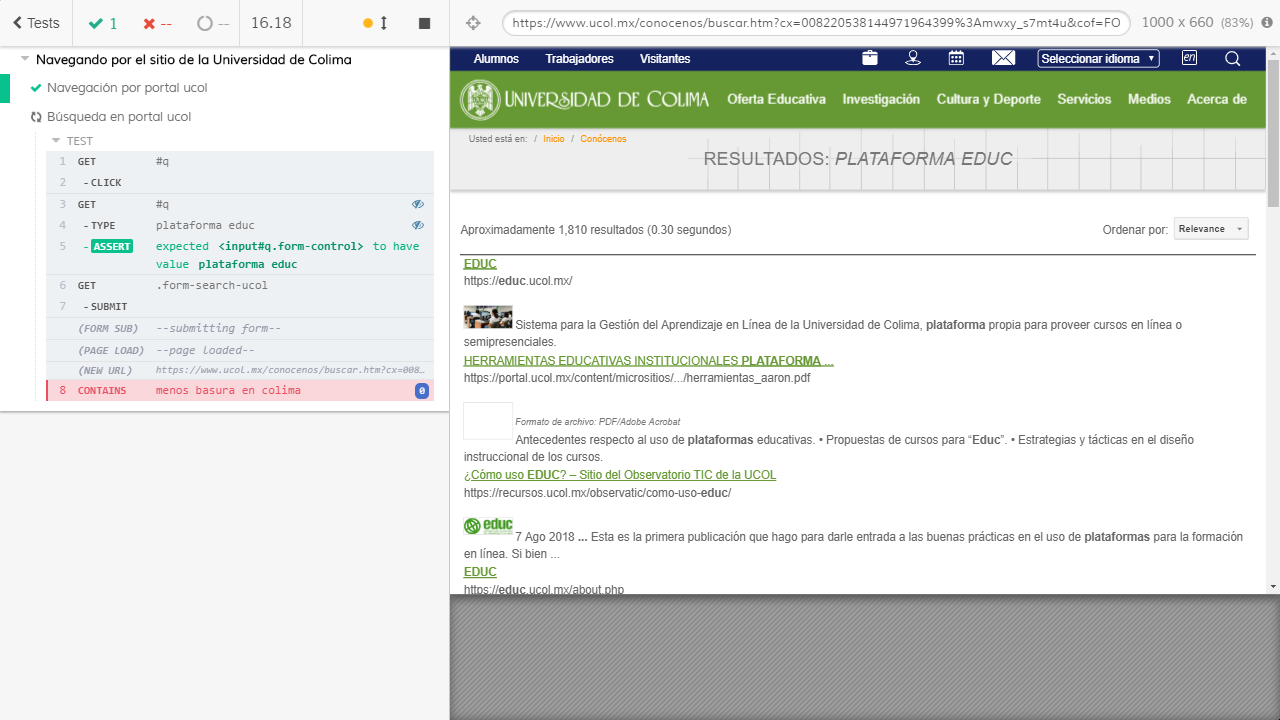 Tests 1 -- -- 16.18
https://www.ucol.mx/conocenos/buscar.htm?cx=008220538144971964399%3Amwxy_s7mt4u&cof=FO 1000 x 660 (83%)
Navegando por el sitio de la Universidad de Colima
Navegación por portal ucol
Búsqueda en portal ucol
TEST
1 GET #q
2 - CLICK
3 GET #q
4 - TYPE plataforma educ
5 - ASSERT expected <input#q.form-control> to have
value plataforma educ
6 GET .form-search-ucol
7 - SUBMIT
(FORM SUB) --submitting form--
(PAGE LOAD) --page loaded--
(NEW URL) https://www.ucol.mx/conocenos/buscar.htm?cx=008…
8 CONTAINS menos basura en colima 0
Alumnos Trabajadores Visitantes Seleccionar idioma en
UNIVERSIDAD DE COLIMA Oferta Educativa Investigación Cultura y Deporte Servicios Medios Acerca de
Usted está en: / Inicio / Conócenos
RESULTADOS: PLATAFORMA EDUC
Aproximadamente 1,810 resultados (0.30 segundos) Ordenar por: Relevance
EDUC
https://educ.ucol.mx/
Sistema para la Gestión del Aprendizaje en Línea de la Universidad de Colima, plataforma propia para proveer cursos en línea o
semipresenciales.
HERRAMIENTAS EDUCATIVAS INSTITUCIONALES PLATAFORMA ...
https://portal.ucol.mx/content/micrositios/.../herramientas_aaron.pdf
Formato de archivo: PDF/Adobe Acrobat
Antecedentes respecto al uso de plataformas educativas. • Propuestas de cursos para “Educ”. • Estrategias y tácticas en el diseño
instruccional de los cursos.
¿Cómo uso EDUC? – Sitio del Observatorio TIC de la UCOL
https://recursos.ucol.mx/observatic/como-uso-educ/
educ
7 Ago 2018 ... Esta es la primera publicación que hago para darle entrada a las buenas prácticas en el uso de plataformas para la formación
en línea. Si bien ...
EDUC
https://educ.ucol.mx/about.php